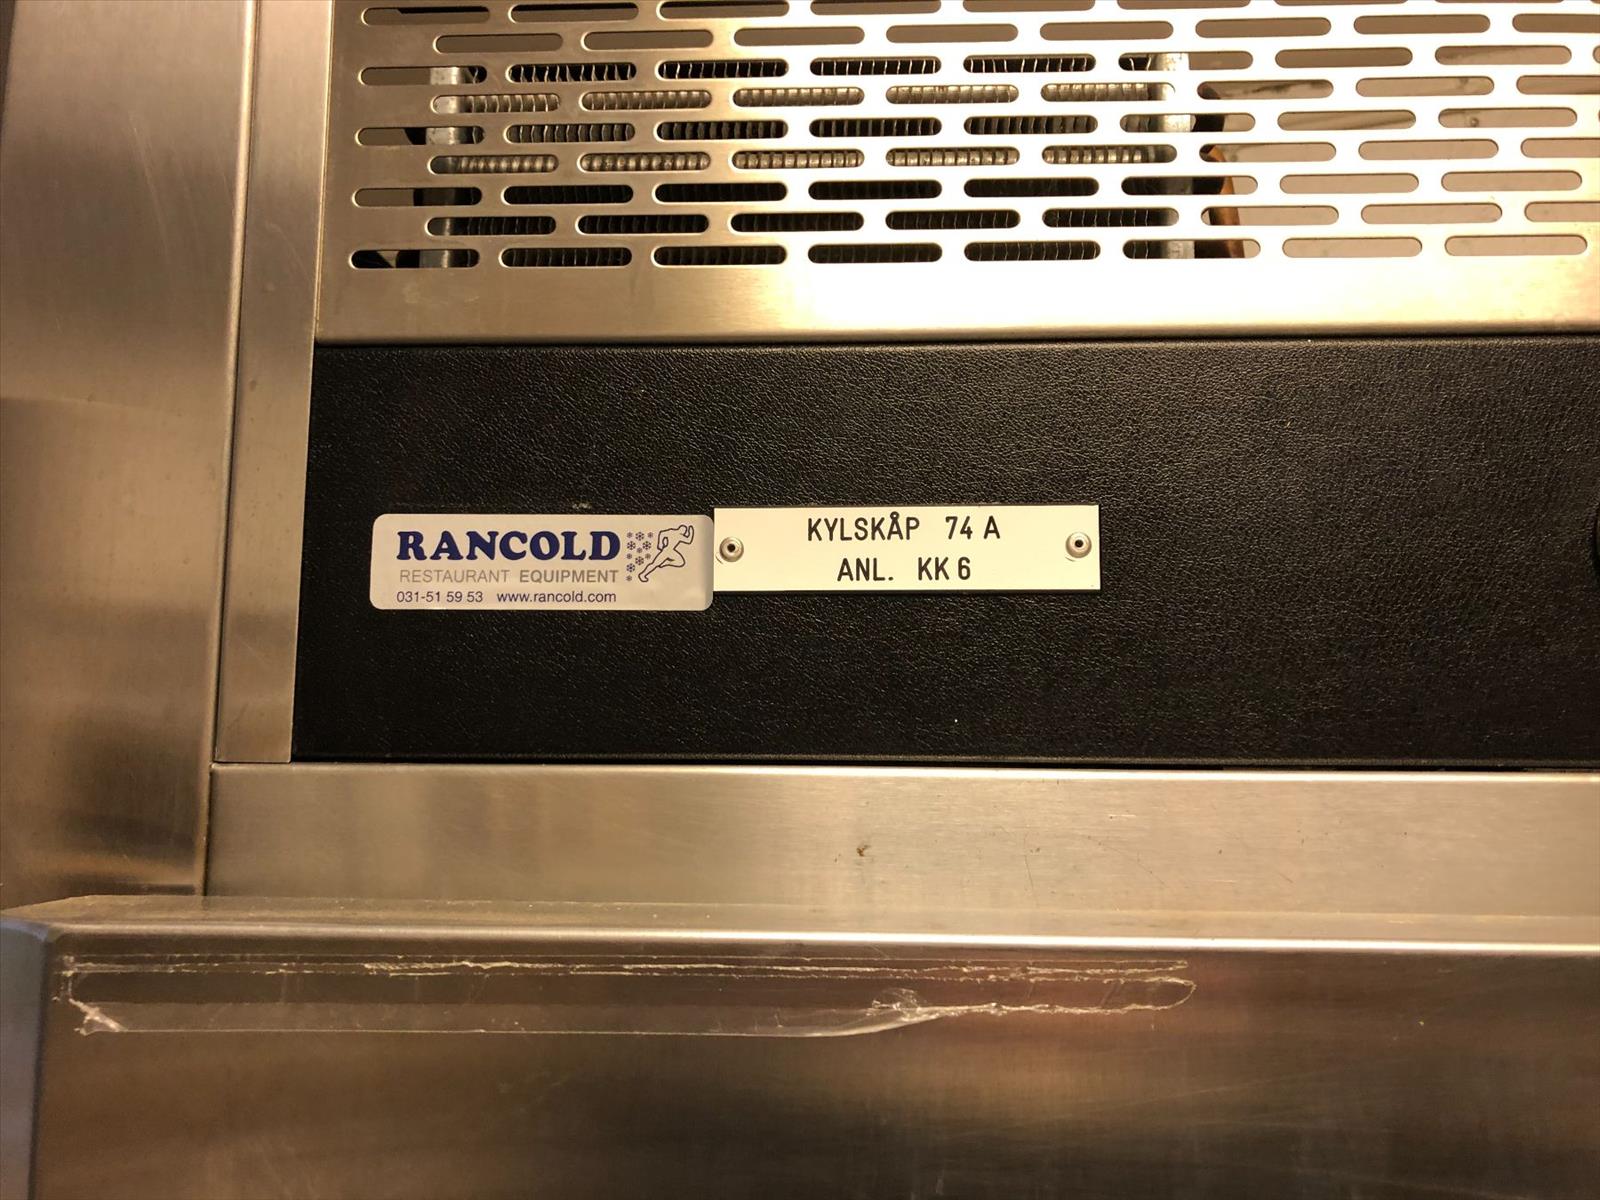 RANCOLD
RESTAURANT EQUIPMENT
031-51 59 53 www.rancold.com
KYLSKÅP 74 A
ANL. KK 6